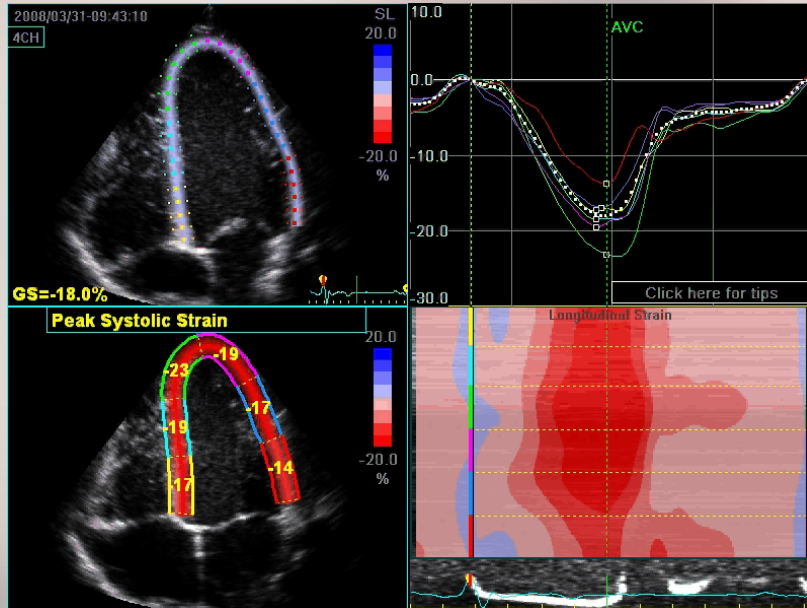 2008/03/31-09:43:10
4CH
SL
20.0
-20.0
%
GS=-18.0%
10.0
AVC
0.0
-10.0
-20.0
-30.0
Click here for tips
Peak Systolic Strain
20.0
-20.0
%
-23
-19
-19
-17
-17
-14
Longitudinal Strain